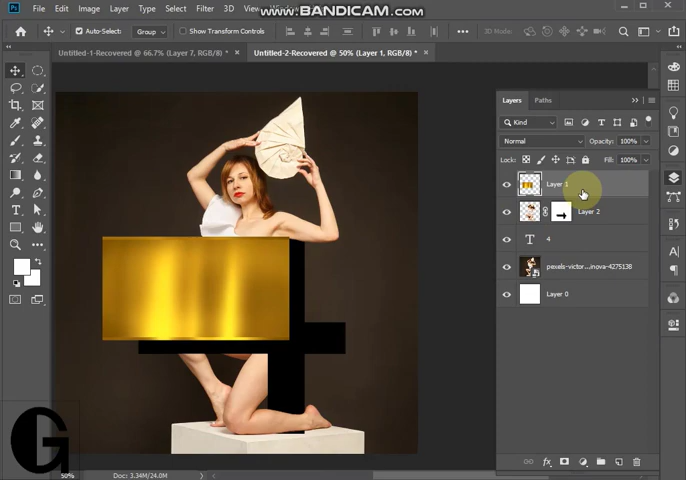 www.BANDICAM.com
File Edit Image Layer Type Select Filter 3D
Auto-Select: Group Show Transform Controls 3D Mode:
Untitled-1-Recovered @ 66.7% (Layer 7, RGB/8) * × Untitled-2-Recovered @ 50% (Layer 1, RGB/8) * ×
Layers Paths
Kind
Normal Opacity: 100%
Lock: Fill: 100%
Layer 1
Layer 2
T 4
pexels-victor...inova-4275138
Layer 0
G
50% Doc: 3.34M/24.0M
fx